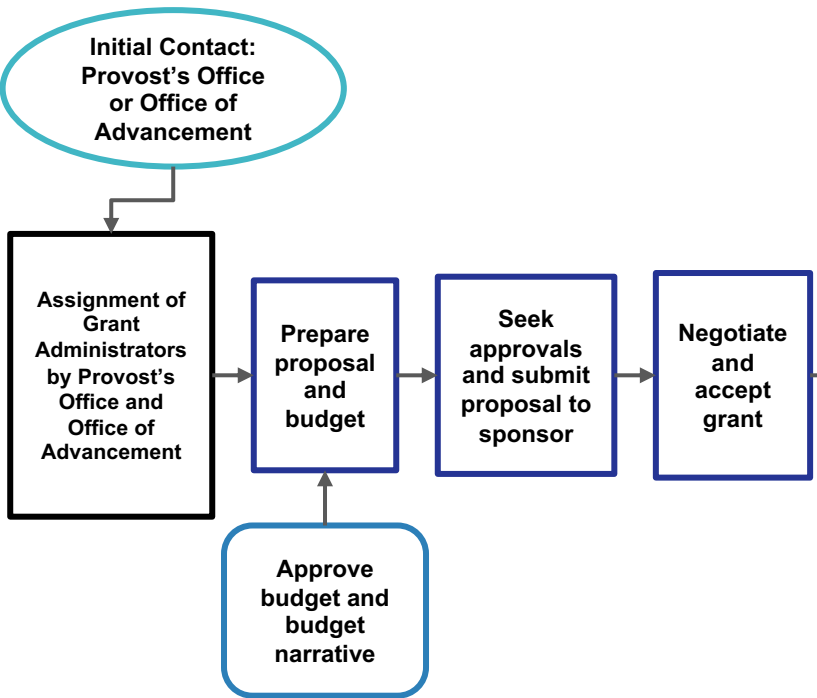 Initial Contact:
Provost’s Office
or Office of
Advancement
Assignment of
Grant
Administrators
by Provost’s
Office and
Office of
Advancement
Prepare
proposal
and
budget
Seek
approvals
and submit
proposal to
sponsor
Negotiate
and
accept
grant
Approve
budget and
budget
narrative